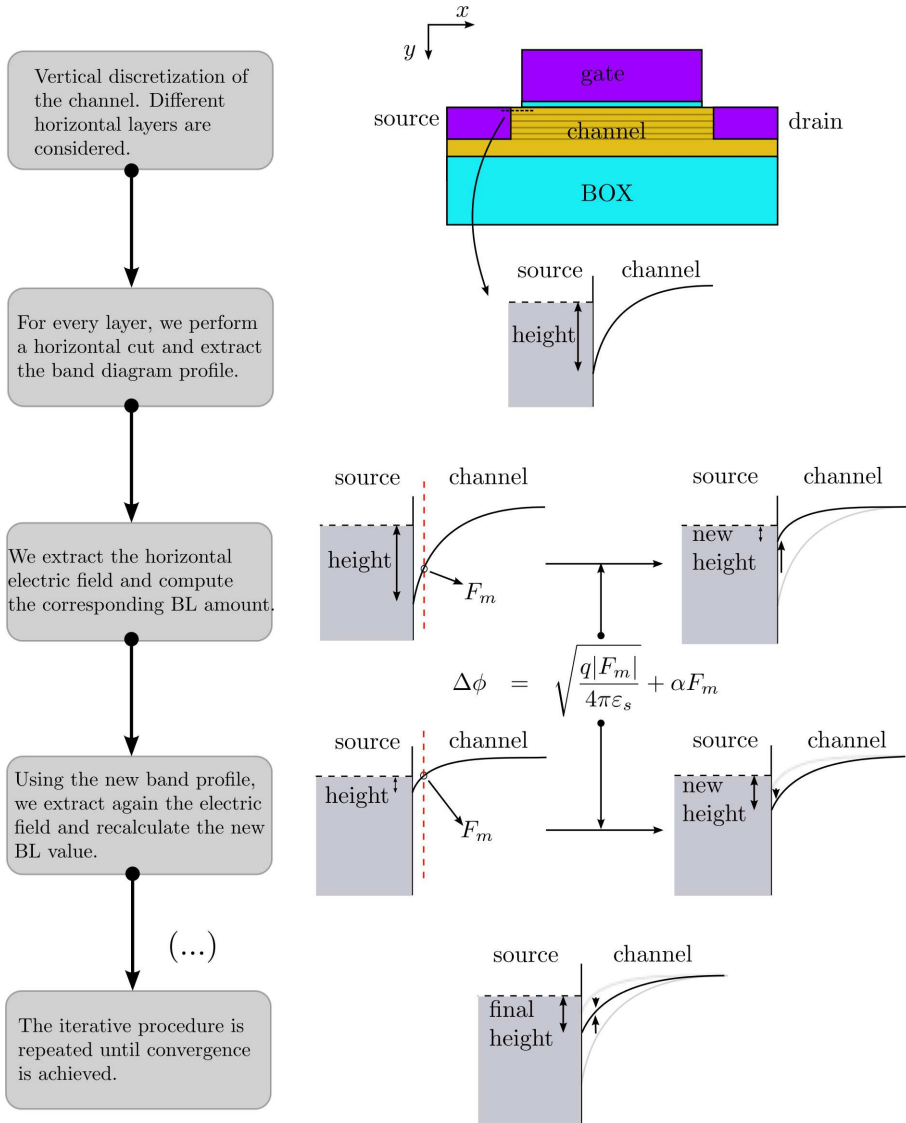 x
y
Vertical discretization of
the channel. Different
horizontal layers are
considered.
gate
source
channel
drain
BOX
source channel
height
For every layer, we perform
a horizontal cut and extract
the band diagram profile.
source channel
height
F_m
source channel
new
height
We extract the horizontal
electric field and compute
the corresponding BL amount.
Δϕ = √(q|F_m|/4πε_s) + αF_m
source channel
height
F_m
source channel
new
height
Using the new band profile,
we extract again the electric
field and recalculate the new
BL value.
(...)
source channel
final
height
The iterative procedure is
repeated until convergence
is achieved.